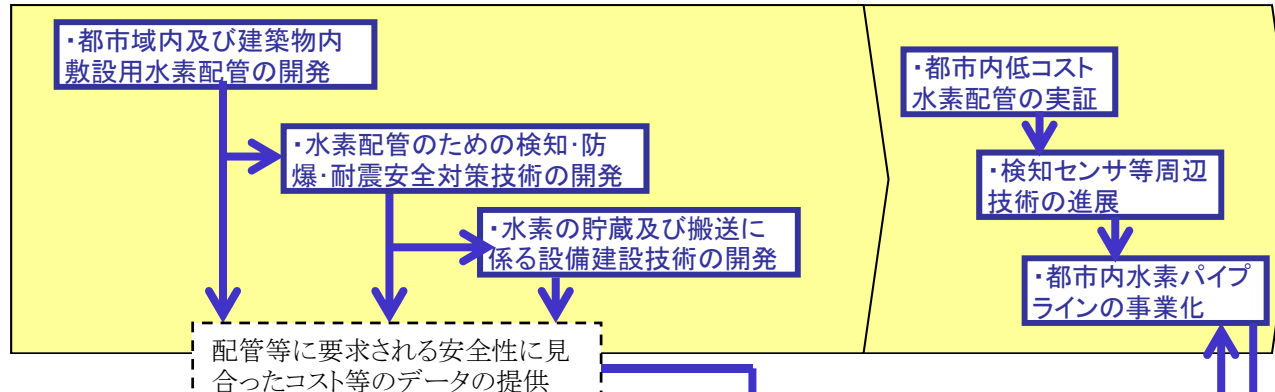 ・都市域内及び建築物内
敷設用水素配管の開発
・水素配管のための検知・防
爆・耐震安全対策技術の開発
・水素の貯蔵及び搬送に
係る設備建設技術の開発
配管等に要求される安全性に見
合ったコスト等のデータの提供
・都市内低コスト
水素配管の実証
・検知センサ等周辺
技術の進展
・都市内水素パイプ
ラインの事業化